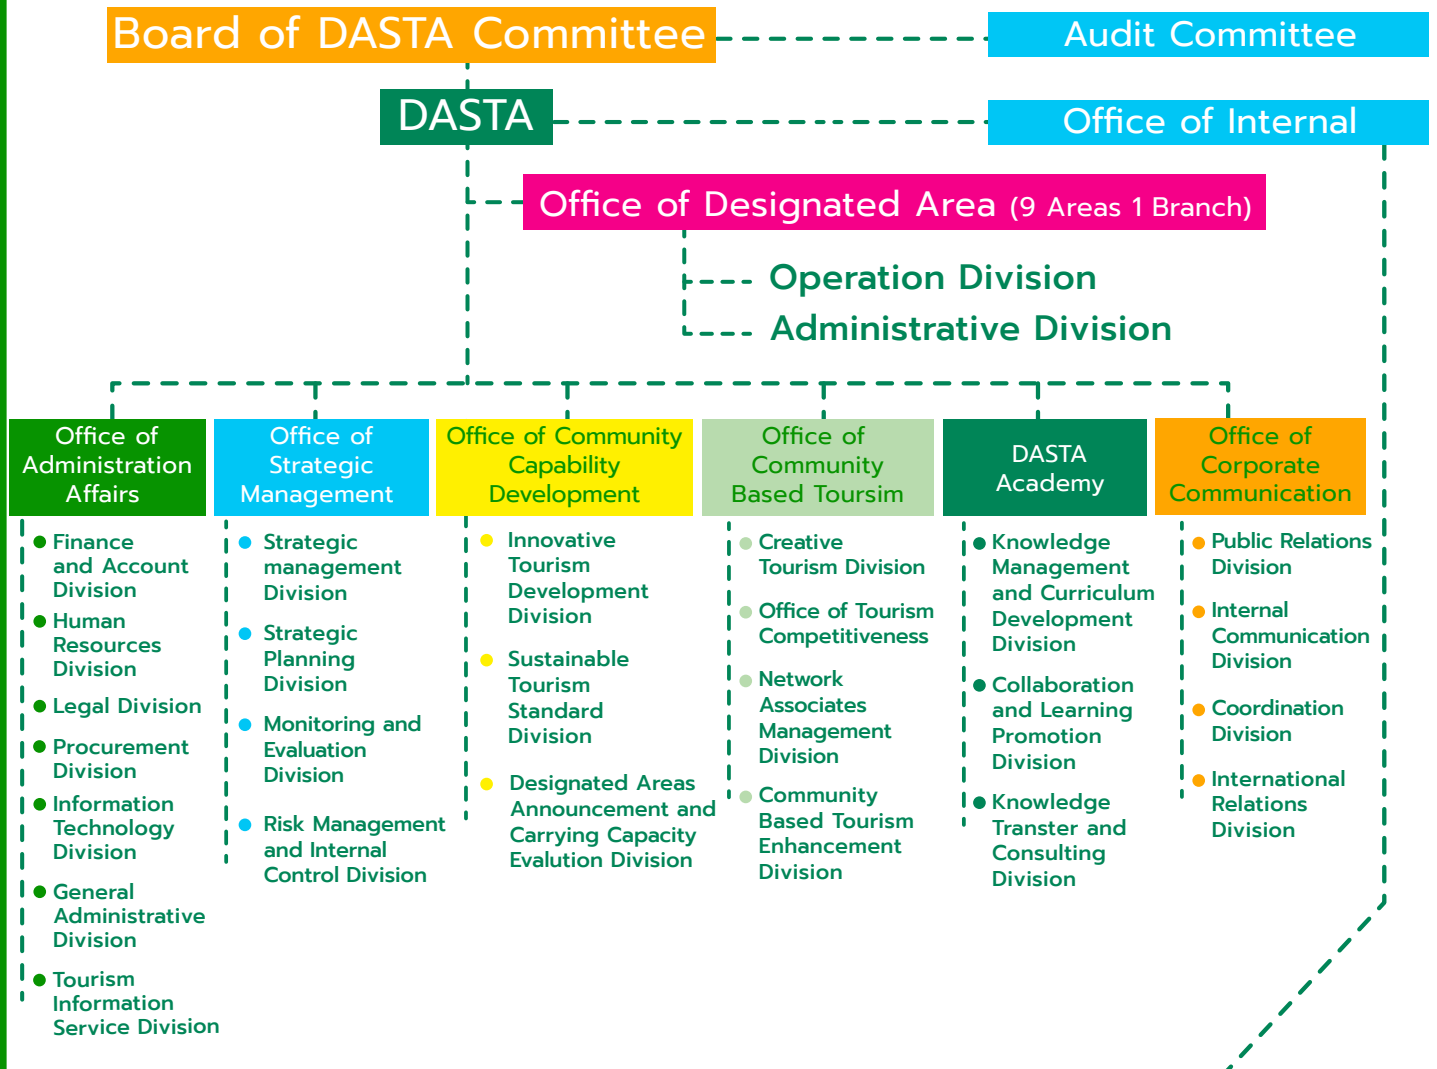 Board of DASTA Committee
Audit Committee
DASTA
Office of Internal
Office of Designated Area (9 Areas 1 Branch)
Operation Division
Administrative Division
Office of
Administration
Affairs
Finance
and Account
Division
Human
Resources
Division
Legal Division
Procurement
Division
Information
Technology
Division
General
Administrative
Division
Tourism
Information
Service Division
Office of
Strategic
Management
Strategic
management
Division
Strategic
Planning
Division
Monitoring and
Evaluation
Division
Risk Management
and Internal
Control Division
Office of Community
Capability
Development
Innovative
Tourism
Development
Division
Sustainable
Tourism
Standard
Division
Designated Areas
Announcement and
Carrying Capacity
Evalution Division
Office of
Community
Based Toursim
Creative
Tourism Division
Office of Tourism
Competitiveness
Network
Associates
Management
Division
Community
Based Tourism
Enhancement
Division
DASTA
Academy
Knowledge
Management
and Curriculum
Development
Division
Collaboration
and Learning
Promotion
Division
Knowledge
Transter and
Consulting
Division
Office of
Corporate
Communication
Public Relations
Division
Internal
Communication
Division
Coordination
Division
International
Relations
Division